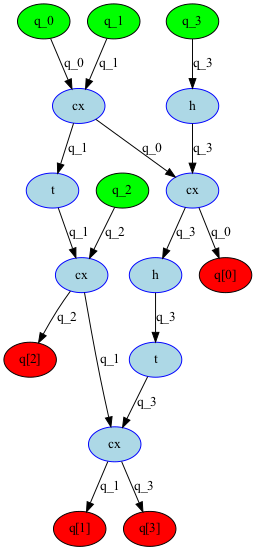 q_0 q_1 q_3
q_0 q_1 q_3
cx h
q_1 q_0 q_3
t q_2 cx
q_1 q_2 q_3 q_0
cx h q[0]
q_2 q_1 q_3
q[2] t
q_3
cx
q_1 q_3
q[1] q[3]